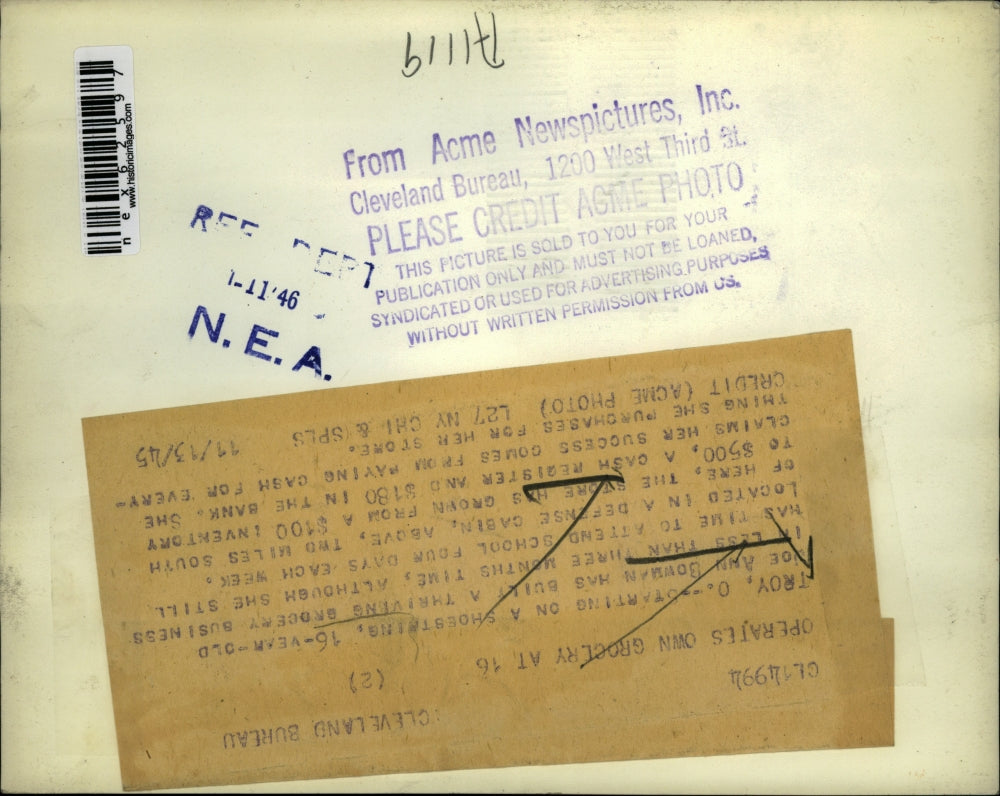 nex62597
www.historicimages.com
From Acme Newspictures, Inc.
Cleveland Bureau, 1200 West Third St.
PLEASE CREDIT ACME PHOTO
THIS PICTURE IS SOLD TO YOU FOR YOUR
PUBLICATION ONLY AND MUST NOT BE LOANED,
SYNDICATED OR USED FOR ADVERTISING PURPOSES
WITHOUT WRITTEN PERMISSION FROM US.
REF DEPT
1-11'46
N.E.A.
CLEVELAND BUREAU
CL14994 (2)
OPERATES OWN GROCERY AT 16
TROY, O.--STARTING ON A SHOESTRING, 16-YEAR-OLD
JOE ANN BOWMAN HAS BUILT A THRIVING GROCERY BUSINESS
IN LESS THAN THREE MONTHS TIME, ALTHOUGH SHE STILL
HAS TIME TO ATTEND SCHOOL FOUR DAYS EACH WEEK.
LOCATED IN A DEFENSE CABIN, ABOVE, TWO MILES SOUTH
OF HERE, THE STORE HAS GROWN FROM A $100 INVENTORY
TO $500, A CASH REGISTER AND $180 IN THE BANK. SHE
CLAIMS HER SUCCESS COMES FROM PAYING CASH FOR EVERY-
THING SHE PURCHASES FOR HER STORE.
CREDIT (ACME PHOTO) L27 NY CHI & SPLS 11/13/45